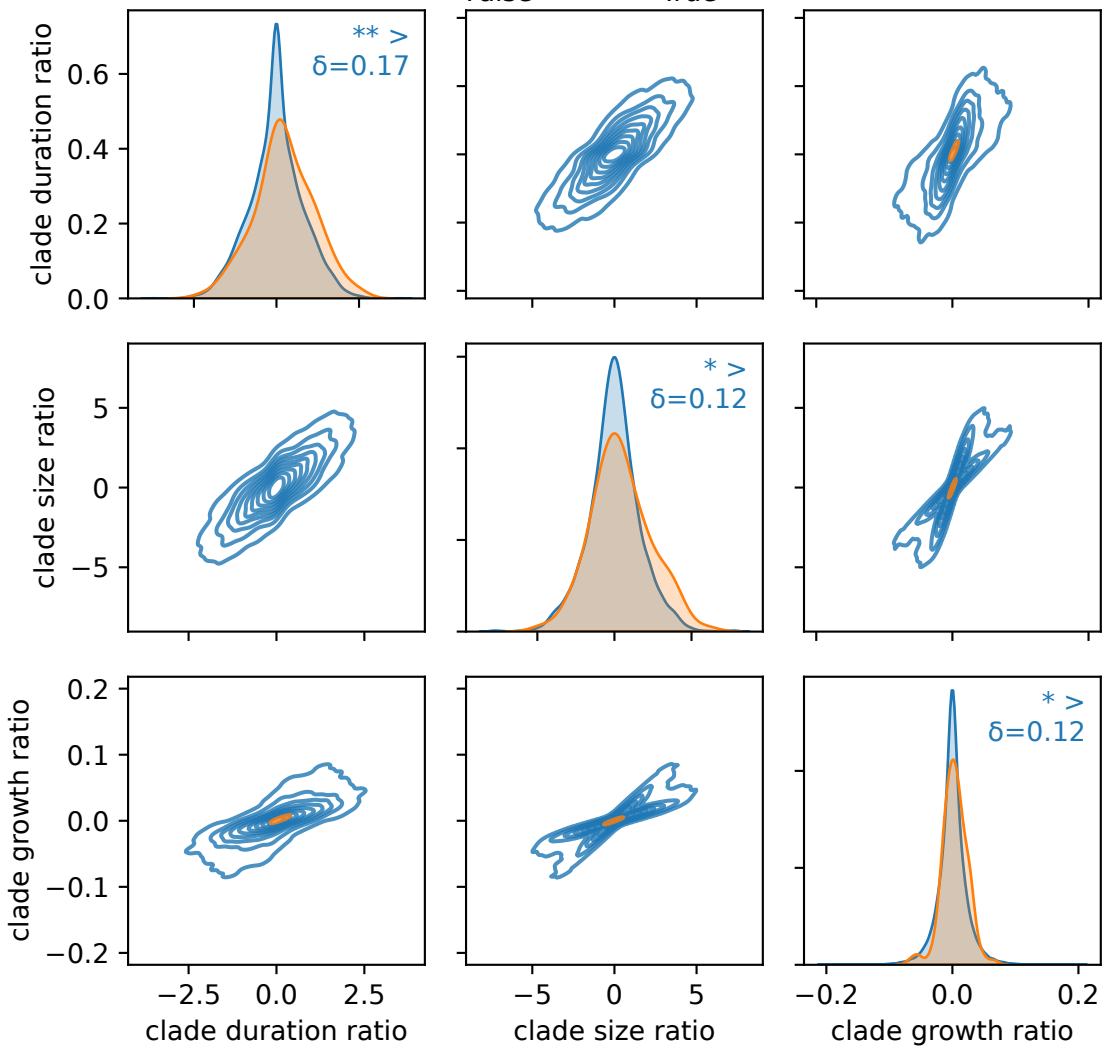 clade duration ratio
0.6
0.4
0.2
0.0
** >
δ=0.17
clade size ratio
5
0
−5
* >
δ=0.12
clade growth ratio
0.2
0.1
0.0
−0.1
−0.2
* >
δ=0.12
−2.5 0.0 2.5
−5 0 5
−0.2 0.0 0.2
clade duration ratio
clade size ratio
clade growth ratio